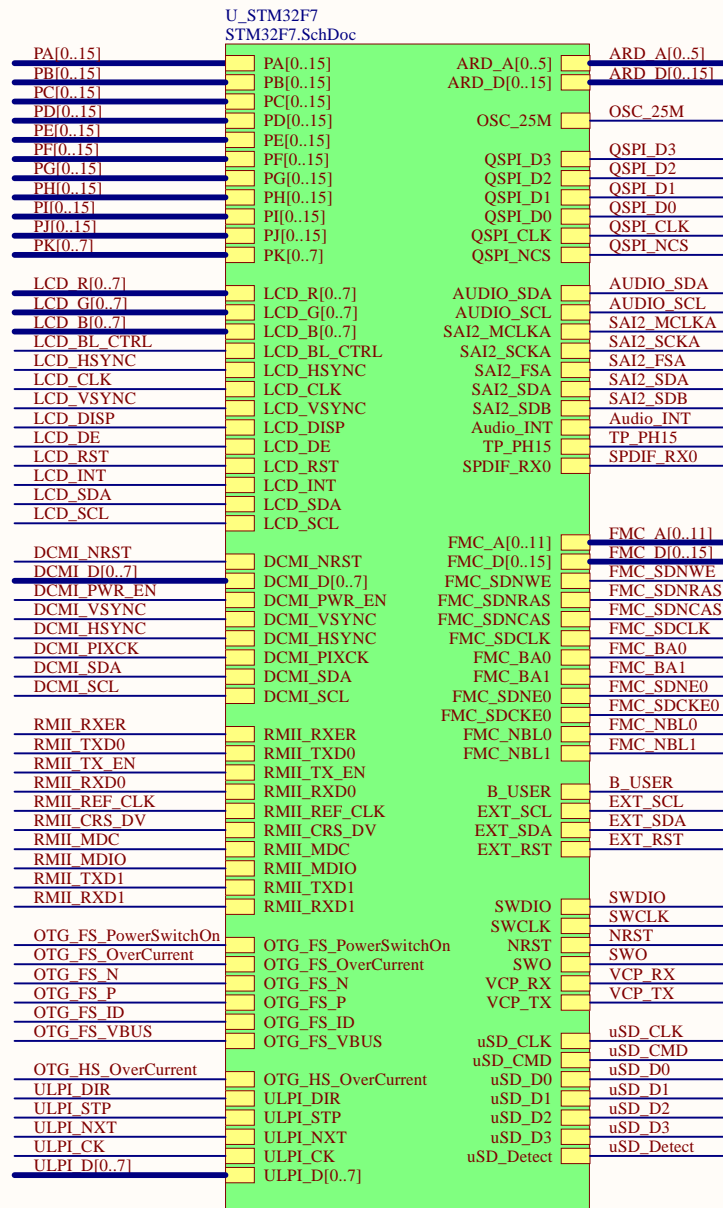 U_STM32F7
STM32F7.SchDoc
PA[0..15] PA[0..15] ARD_A[0..5] ARD_A[0..5]
PB[0..15] PB[0..15] ARD_D[0..15] ARD_D[0..15]
PC[0..15] PC[0..15]
PD[0..15] PD[0..15] OSC_25M OSC_25M
PE[0..15] PE[0..15]
PF[0..15] PF[0..15] QSPI_D3 QSPI_D3
PG[0..15] PG[0..15] QSPI_D2 QSPI_D2
PH[0..15] PH[0..15] QSPI_D1 QSPI_D1
PI[0..15] PI[0..15] QSPI_D0 QSPI_D0
PJ[0..15] PJ[0..15] QSPI_CLK QSPI_CLK
PK[0..7] PK[0..7] QSPI_NCS QSPI_NCS
LCD_R[0..7] LCD_R[0..7] AUDIO_SDA AUDIO_SDA
LCD_G[0..7] LCD_G[0..7] AUDIO_SCL AUDIO_SCL
LCD_B[0..7] LCD_B[0..7] SAI2_MCLKA SAI2_MCLKA
LCD_BL_CTRL LCD_BL_CTRL SAI2_SCKA SAI2_SCKA
LCD_HSYNC LCD_HSYNC SAI2_FSA SAI2_FSA
LCD_CLK LCD_CLK SAI2_SDA SAI2_SDA
LCD_VSYNC LCD_VSYNC SAI2_SDB SAI2_SDB
LCD_DISP LCD_DISP Audio_INT Audio_INT
LCD_DE LCD_DE TP_PH15 TP_PH15
LCD_RST LCD_RST SPDIF_RX0 SPDIF_RX0
LCD_INT LCD_INT
LCD_SDA LCD_SDA
LCD_SCL LCD_SCL
FMC_A[0..11] FMC_A[0..11]
DCMI_NRST DCMI_NRST FMC_D[0..15] FMC_D[0..15]
DCMI_D[0..7] DCMI_D[0..7] FMC_SDNWE FMC_SDNWE
DCMI_PWR_EN DCMI_PWR_EN FMC_SDNRAS FMC_SDNRAS
DCMI_VSYNC DCMI_VSYNC FMC_SDNCAS FMC_SDNCAS
DCMI_HSYNC DCMI_HSYNC FMC_SDCLK FMC_SDCLK
DCMI_PIXCK DCMI_PIXCK FMC_BA0 FMC_BA0
DCMI_SDA DCMI_SDA FMC_BA1 FMC_BA1
DCMI_SCL DCMI_SCL FMC_SDNE0 FMC_SDNE0
FMC_SDCKE0 FMC_SDCKE0
RMII_RXER RMII_RXER FMC_NBL0 FMC_NBL0
RMII_TXD0 RMII_TXD0 FMC_NBL1 FMC_NBL1
RMII_TX_EN RMII_TX_EN
RMII_RXD0 RMII_RXD0 B_USER B_USER
RMII_REF_CLK RMII_REF_CLK EXT_SCL EXT_SCL
RMII_CRS_DV RMII_CRS_DV EXT_SDA EXT_SDA
RMII_MDC RMII_MDC EXT_RST EXT_RST
RMII_MDIO RMII_MDIO
RMII_TXD1 RMII_TXD1
RMII_RXD1 RMII_RXD1 SWDIO SWDIO
SWCLK SWCLK
OTG_FS_PowerSwitchOn OTG_FS_PowerSwitchOn NRST NRST
OTG_FS_OverCurrent OTG_FS_OverCurrent SWO SWO
OTG_FS_N OTG_FS_N VCP_RX VCP_RX
OTG_FS_P OTG_FS_P VCP_TX VCP_TX
OTG_FS_ID OTG_FS_ID
OTG_FS_VBUS OTG_FS_VBUS uSD_CLK uSD_CLK
uSD_CMD uSD_CMD
OTG_HS_OverCurrent OTG_HS_OverCurrent uSD_D0 uSD_D0
ULPI_DIR ULPI_DIR uSD_D1 uSD_D1
ULPI_STP ULPI_STP uSD_D2 uSD_D2
ULPI_NXT ULPI_NXT uSD_D3 uSD_D3
ULPI_CK ULPI_CK uSD_Detect uSD_Detect
ULPI_D[0..7] ULPI_D[0..7]